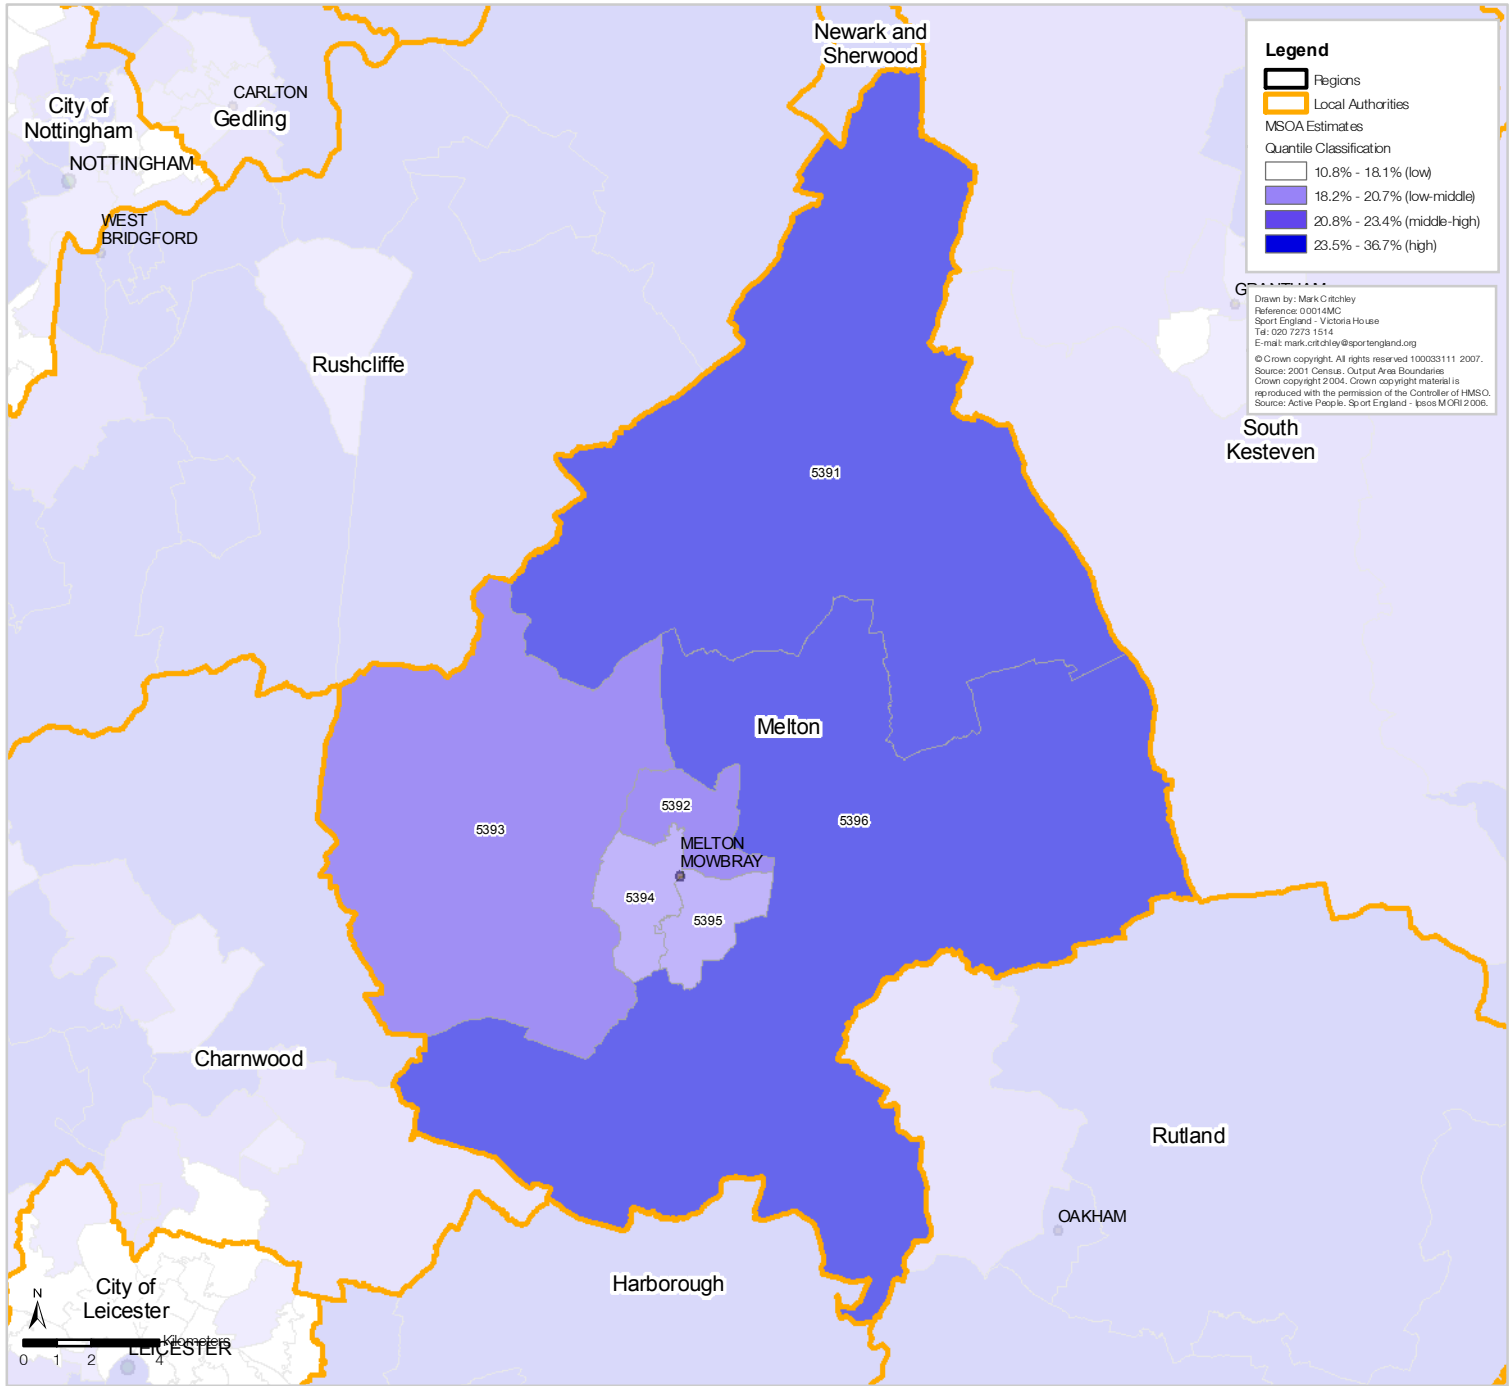 Newark and
Sherwood
CARLTON
Gedling
City of
Nottingham
NOTTINGHAM
WEST
BRIDGFORD
Rushcliffe
Legend
Regions
Local Authorities
MSOA Estimates
Quantile Classification
10.8% - 18.1% (low)
18.2% - 20.7% (low-middle)
20.8% - 23.4% (middle-high)
23.5% - 36.7% (high)
Drawn by: Mark Critchley
Reference: 00014MC
Sport England - Victoria House
Tel: 020 7273 1514
E-mail: mark.critchley@sportengland.org
© Crown copyright. All rights reserved 100033111 2007.
Source: 2001 Census. Output Area Boundaries
Crown copyright 2004. Crown copyright material is
reproduced with the permission of the Controller of HMSO.
Source: Active People. Sport England - Ipsos MORI 2006.
South
Kesteven
5391
Melton
5392
5393
5396
MELTON
MOWBRAY
5394
5395
Charnwood
Rutland
OAKHAM
Harborough
City of
Leicester
LEICESTER
N
Kilometers
0 1 2 4